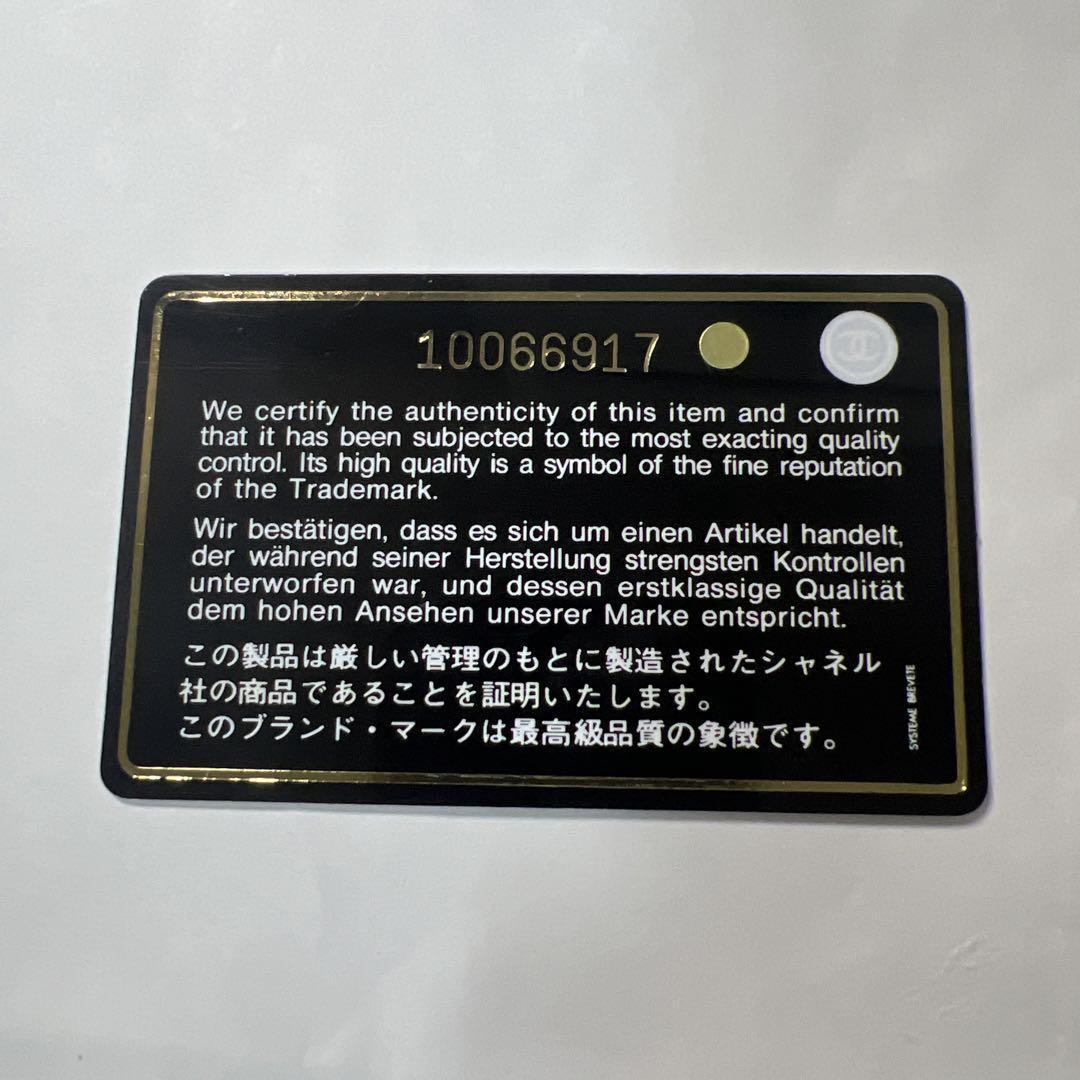 10066917
We certify the authenticity of this item and confirm
that it has been subjected to the most exacting quality
control. Its high quality is a symbol of the fine reputation
of the Trademark.
Wir bestätigen, dass es sich um einen Artikel handelt,
der während seiner Herstellung strengsten Kontrollen
unterworfen war, und dessen erstklassige Qualität
dem hohen Ansehen unserer Marke entspricht.
この製品は厳しい管理のもとに製造されたシャネル
社の商品であることを証明いたします。
このブランド・マークは最高級品質の象徴です。
SYSTEME BREVETE